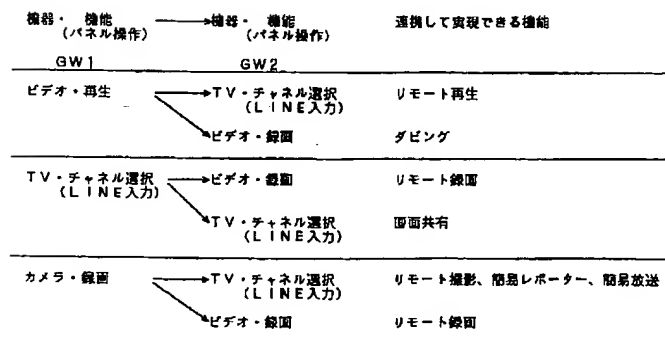 機器・機能 機器・機能 連携して実現できる機能
(パネル操作) (パネル操作)
GW1 GW2
ビデオ・再生 TV・チャネル選択 リモート再生
(LINE入力)
ビデオ・録画 ダビング
TV・チャネル選択 ビデオ・録画 リモート録画
(LINE入力)
TV・チャネル選択 画面共有
(LINE入力)
カメラ・録画 TV・チャネル選択 リモート撮影、簡易レポーター、簡易放送
(LINE入力)
ビデオ・録画 リモート録画